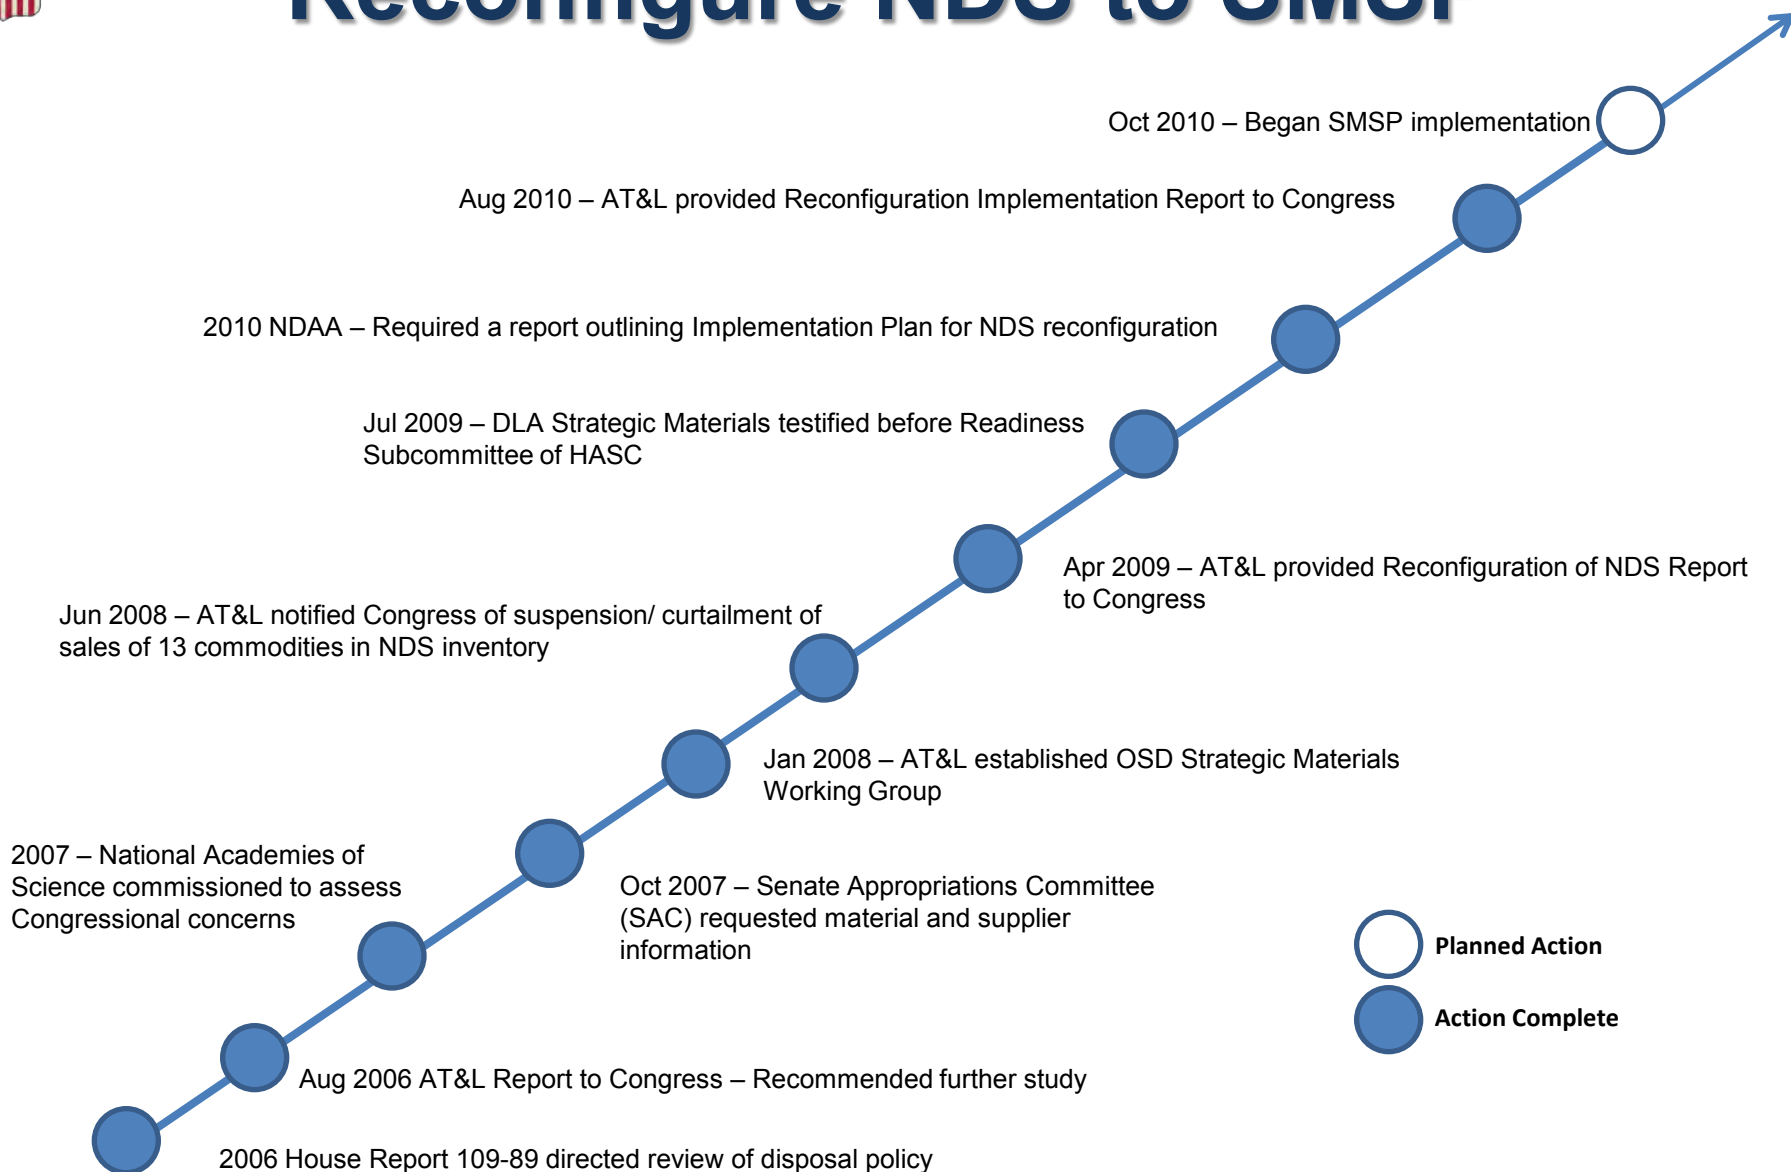 Reconfigure NDS to SMSP
Oct 2010 – Began SMSP implementation
Aug 2010 – AT&L provided Reconfiguration Implementation Report to Congress
2010 NDAA – Required a report outlining Implementation Plan for NDS reconfiguration
Jul 2009 – DLA Strategic Materials testified before Readiness
Subcommittee of HASC
Apr 2009 – AT&L provided Reconfiguration of NDS Report
to Congress
Jun 2008 – AT&L notified Congress of suspension/ curtailment of
sales of 13 commodities in NDS inventory
Jan 2008 – AT&L established OSD Strategic Materials
Working Group
2007 – National Academies of
Science commissioned to assess
Congressional concerns
Oct 2007 – Senate Appropriations Committee
(SAC) requested material and supplier
information
Planned Action
Action Complete
Aug 2006 AT&L Report to Congress – Recommended further study
2006 House Report 109-89 directed review of disposal policy